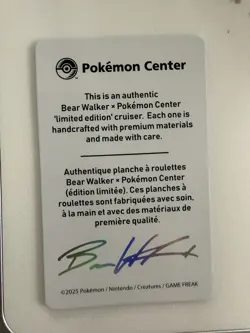 Pokémon Center
This is an authentic
Bear Walker × Pokémon Center
'limited edition' cruiser. Each one is
handcrafted with premium materials
and made with care.
Authentique planche à roulettes
Bear Walker × Pokémon Center
(édition limitée). Ces planches à
roulettes sont fabriquées avec soin,
à la main et avec des matériaux de
première qualité.
©2025 Pokémon / Nintendo / Creatures / GAME FREAK